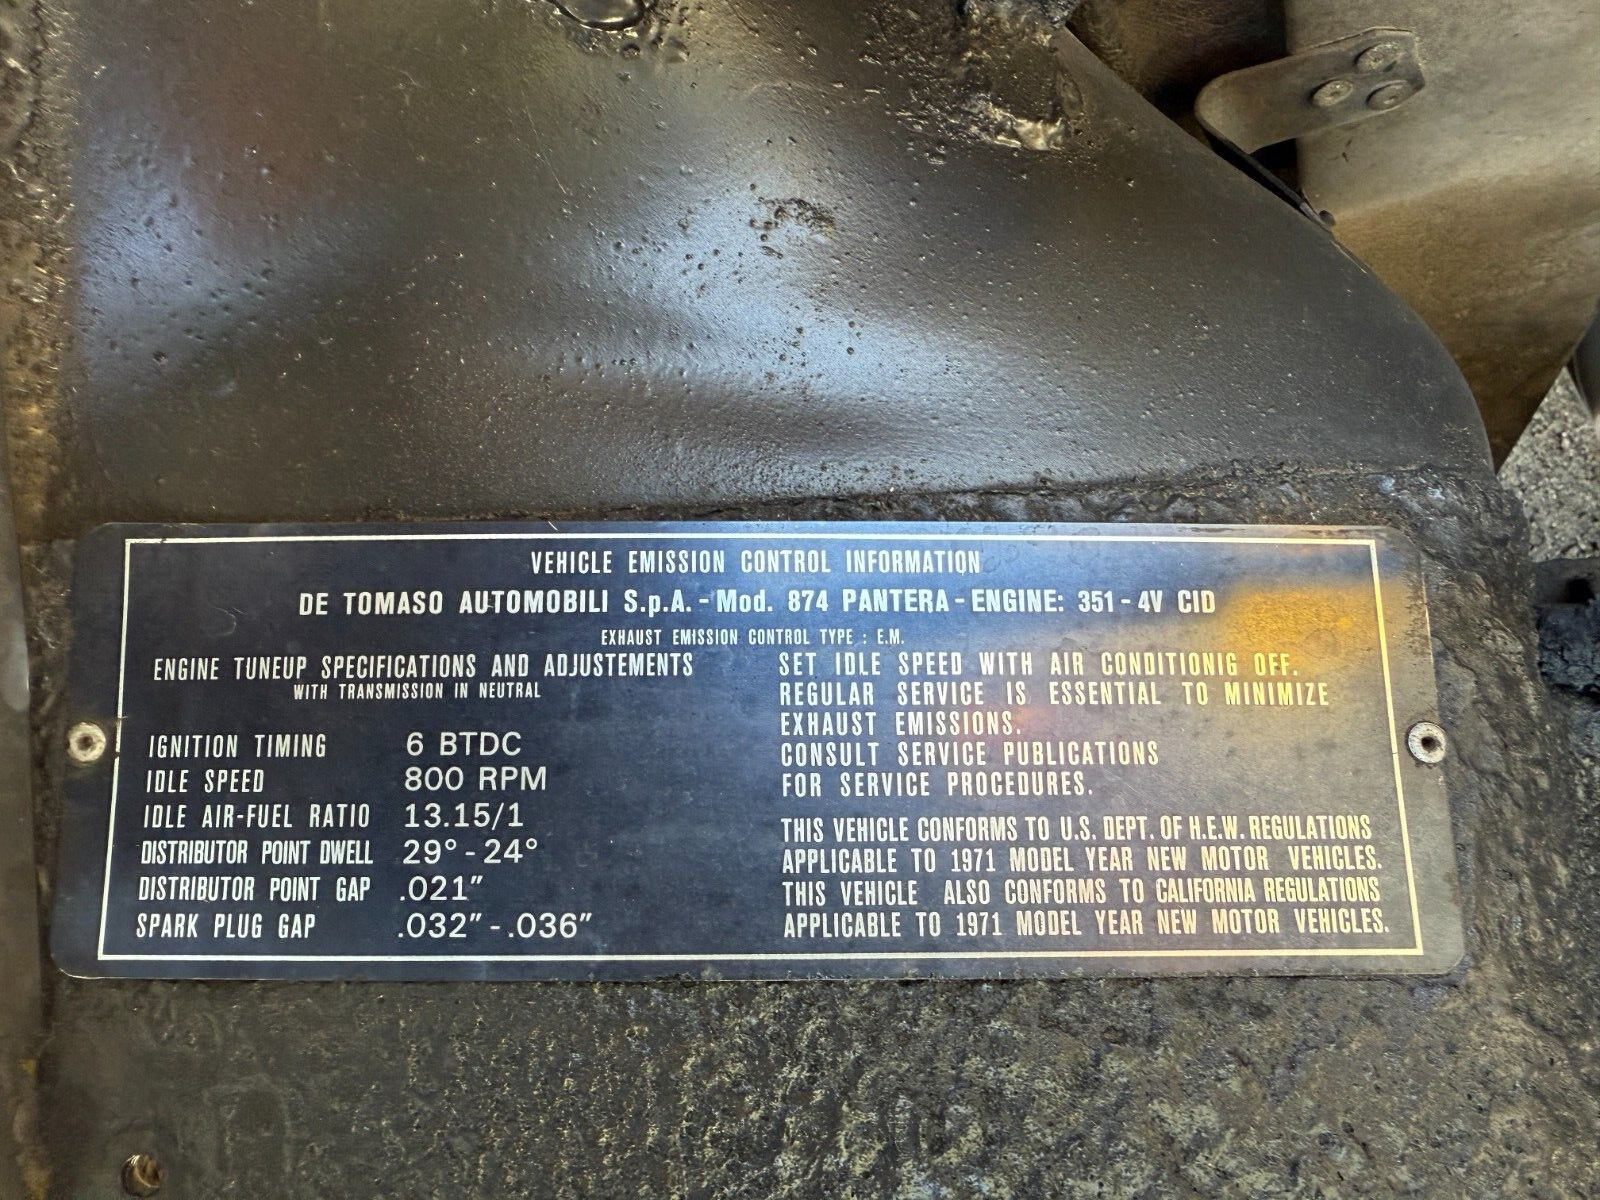 VEHICLE EMISSION CONTROL INFORMATION
DE TOMASO AUTOMOBILI S.p.A. - Mod. 874 PANTERA - ENGINE: 351 - 4V CID
EXHAUST EMISSION CONTROL TYPE : E.M.
ENGINE TUNEUP SPECIFICATIONS AND ADJUSTEMENTS
WITH TRANSMISSION IN NEUTRAL
IGNITION TIMING 6 BTDC
IDLE SPEED 800 RPM
IDLE AIR-FUEL RATIO 13.15/1
DISTRIBUTOR POINT DWELL 29° - 24°
DISTRIBUTOR POINT GAP .021"
SPARK PLUG GAP .032" - .036"
SET IDLE SPEED WITH AIR CONDITIONIG OFF.
REGULAR SERVICE IS ESSENTIAL TO MINIMIZE
EXHAUST EMISSIONS.
CONSULT SERVICE PUBLICATIONS
FOR SERVICE PROCEDURES.
THIS VEHICLE CONFORMS TO U.S. DEPT. OF H.E.W. REGULATIONS
APPLICABLE TO 1971 MODEL YEAR NEW MOTOR VEHICLES.
THIS VEHICLE ALSO CONFORMS TO CALIFORNIA REGULATIONS
APPLICABLE TO 1971 MODEL YEAR NEW MOTOR VEHICLES.